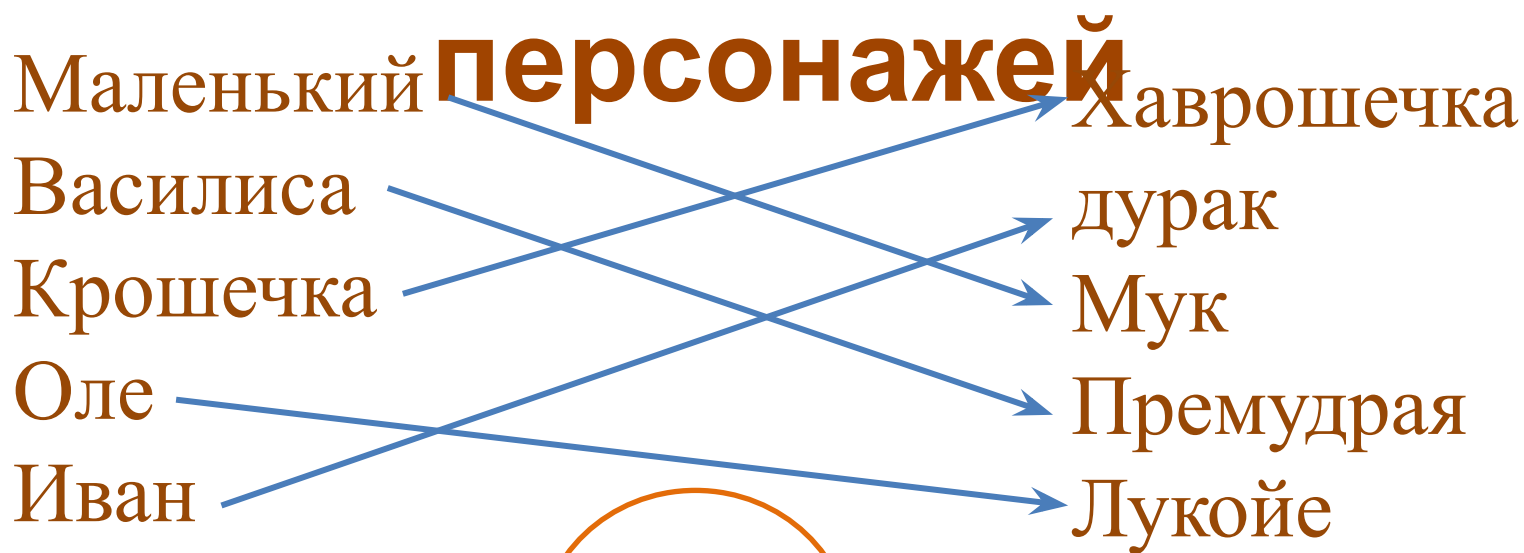 персонажей
Маленький
Василиса
Крошечка
Оле
Иван
Хаврошечка
дурак
Мук
Премудрая
Лукойе